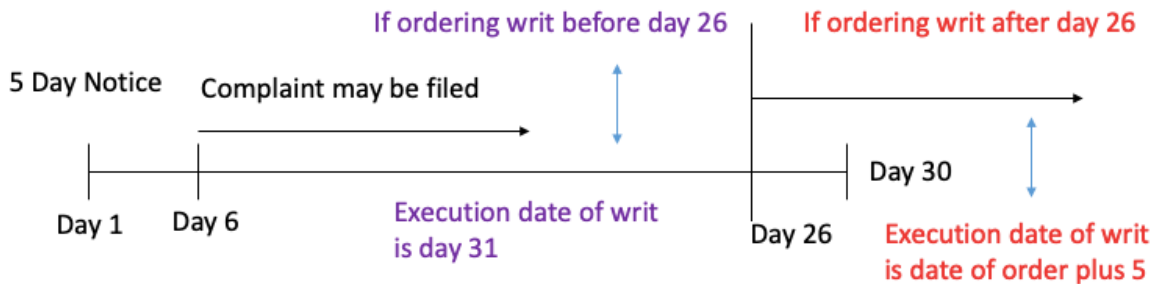 If ordering writ before day 26
If ordering writ after day 26
5 Day Notice
Complaint may be filed
Day 30
Day 1
Day 6
Execution date of writ
is day 31
Day 26
Execution date of writ
is date of order plus 5